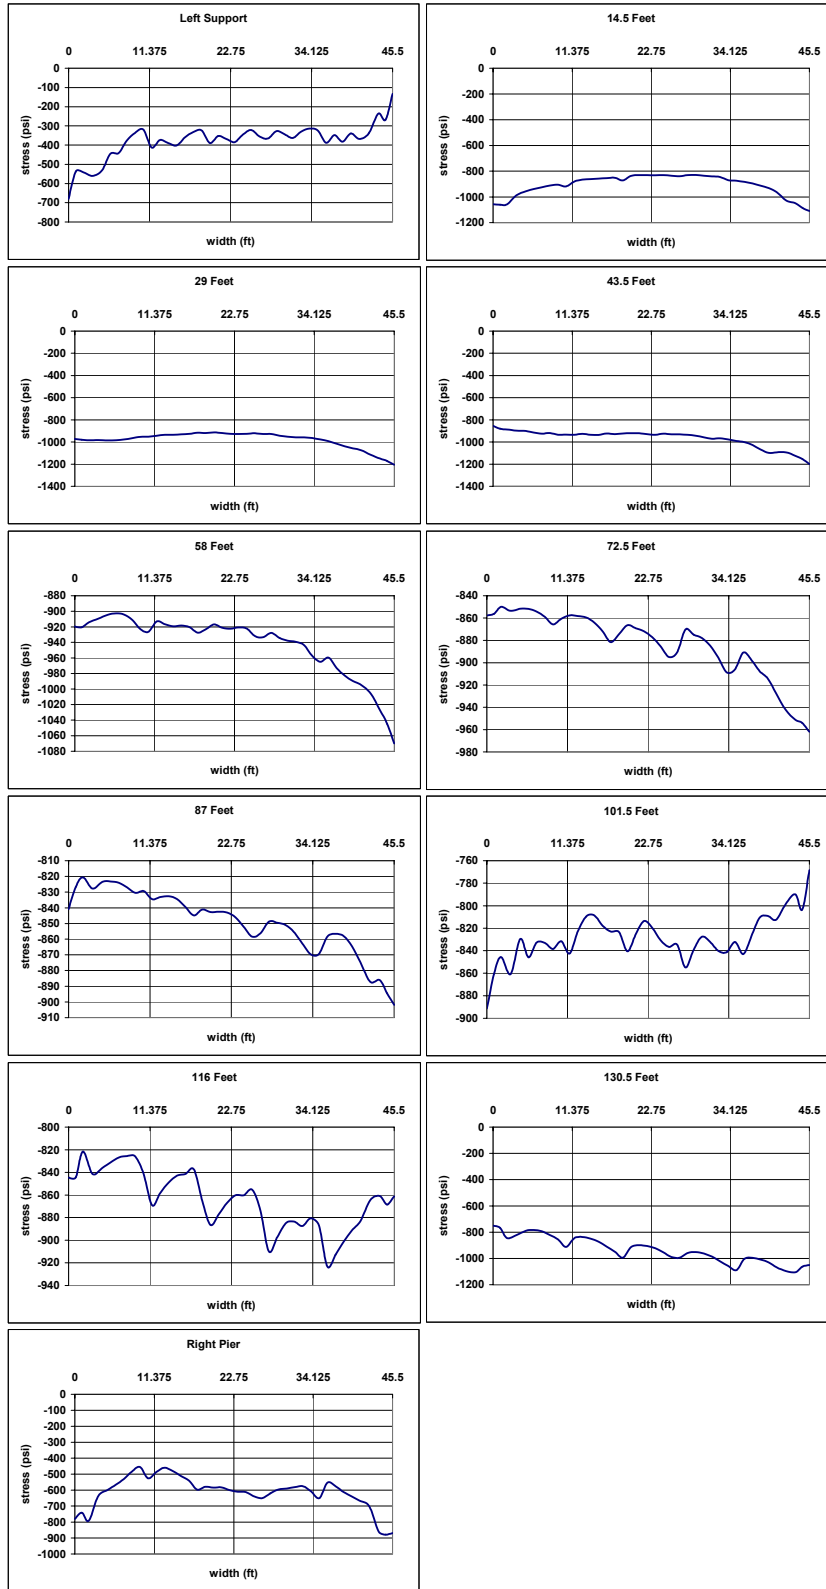 Left Support
0 11.375 22.75 34.125 45.5
0
-100
-200
-300
-400
-500
-600
-700
-800
stress (psi)
width (ft)
14.5 Feet
0 11.375 22.75 34.125 45.5
0
-200
-400
-600
-800
-1000
-1200
stress (psi)
width (ft)
29 Feet
0 11.375 22.75 34.125 45.5
0
-200
-400
-600
-800
-1000
-1200
-1400
stress (psi)
width (ft)
43.5 Feet
0 11.375 22.75 34.125 45.5
0
-200
-400
-600
-800
-1000
-1200
-1400
stress (psi)
width (ft)
58 Feet
0 11.375 22.75 34.125 45.5
-880
-900
-920
-940
-960
-980
-1000
-1020
-1040
-1060
-1080
stress (psi)
width (ft)
72.5 Feet
0 11.375 22.75 34.125 45.5
-840
-860
-880
-900
-920
-940
-960
-980
stress (psi)
width (ft)
87 Feet
0 11.375 22.75 34.125 45.5
-810
-820
-830
-840
-850
-860
-870
-880
-890
-900
-910
stress (psi)
width (ft)
101.5 Feet
0 11.375 22.75 34.125 45.5
-760
-780
-800
-820
-840
-860
-880
-900
stress (psi)
width (ft)
116 Feet
0 11.375 22.75 34.125 45.5
-800
-820
-840
-860
-880
-900
-920
-940
stress (psi)
width (ft)
130.5 Feet
0 11.375 22.75 34.125 45.5
0
-200
-400
-600
-800
-1000
-1200
stress (psi)
width (ft)
Right Pier
0 11.375 22.75 34.125 45.5
0
-100
-200
-300
-400
-500
-600
-700
-800
-900
-1000
stress (psi)
width (ft)